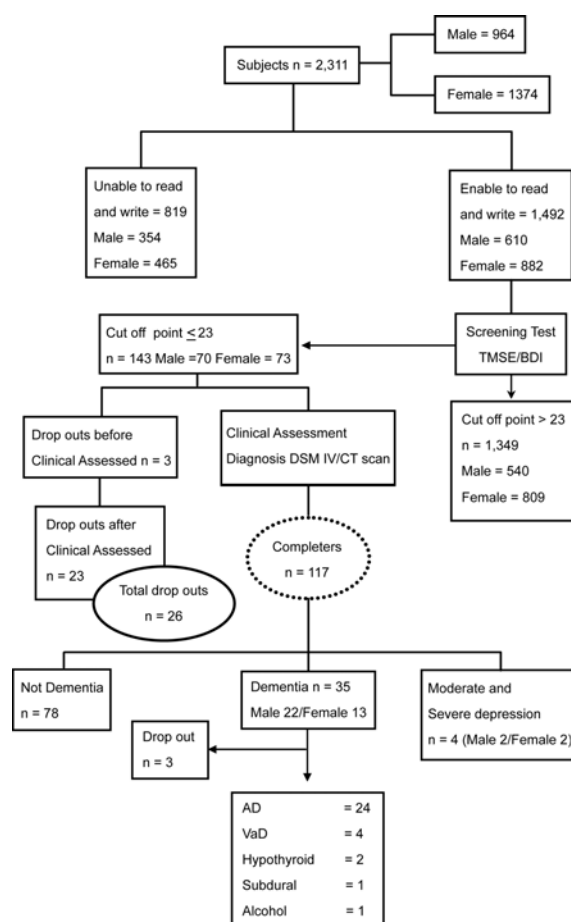 Male = 964
Subjects n = 2,311
Female = 1374
Unable to read
and write = 819
Male = 354
Female = 465
Enable to read
and write = 1,492
Male = 610
Female = 882
Cut off point ≤23
n = 143 Male =70 Female = 73
Screening Test
TMSE/BDI
Drop outs before
Clinical Assessed n = 3
Clinical Assessment
Diagnosis DSM IV/CT scan
Cut off point > 23
n = 1,349
Male = 540
Female = 809
Drop outs after
Clinical Assessed
n = 23
Total drop outs
n = 26
Completers
n = 117
Not Dementia
n = 78
Dementia n = 35
Male 22/Female 13
Moderate and
Severe depression
n = 4 (Male 2/Female 2)
Drop out
n = 3
AD = 24
VaD = 4
Hypothyroid = 2
Subdural = 1
Alcohol = 1